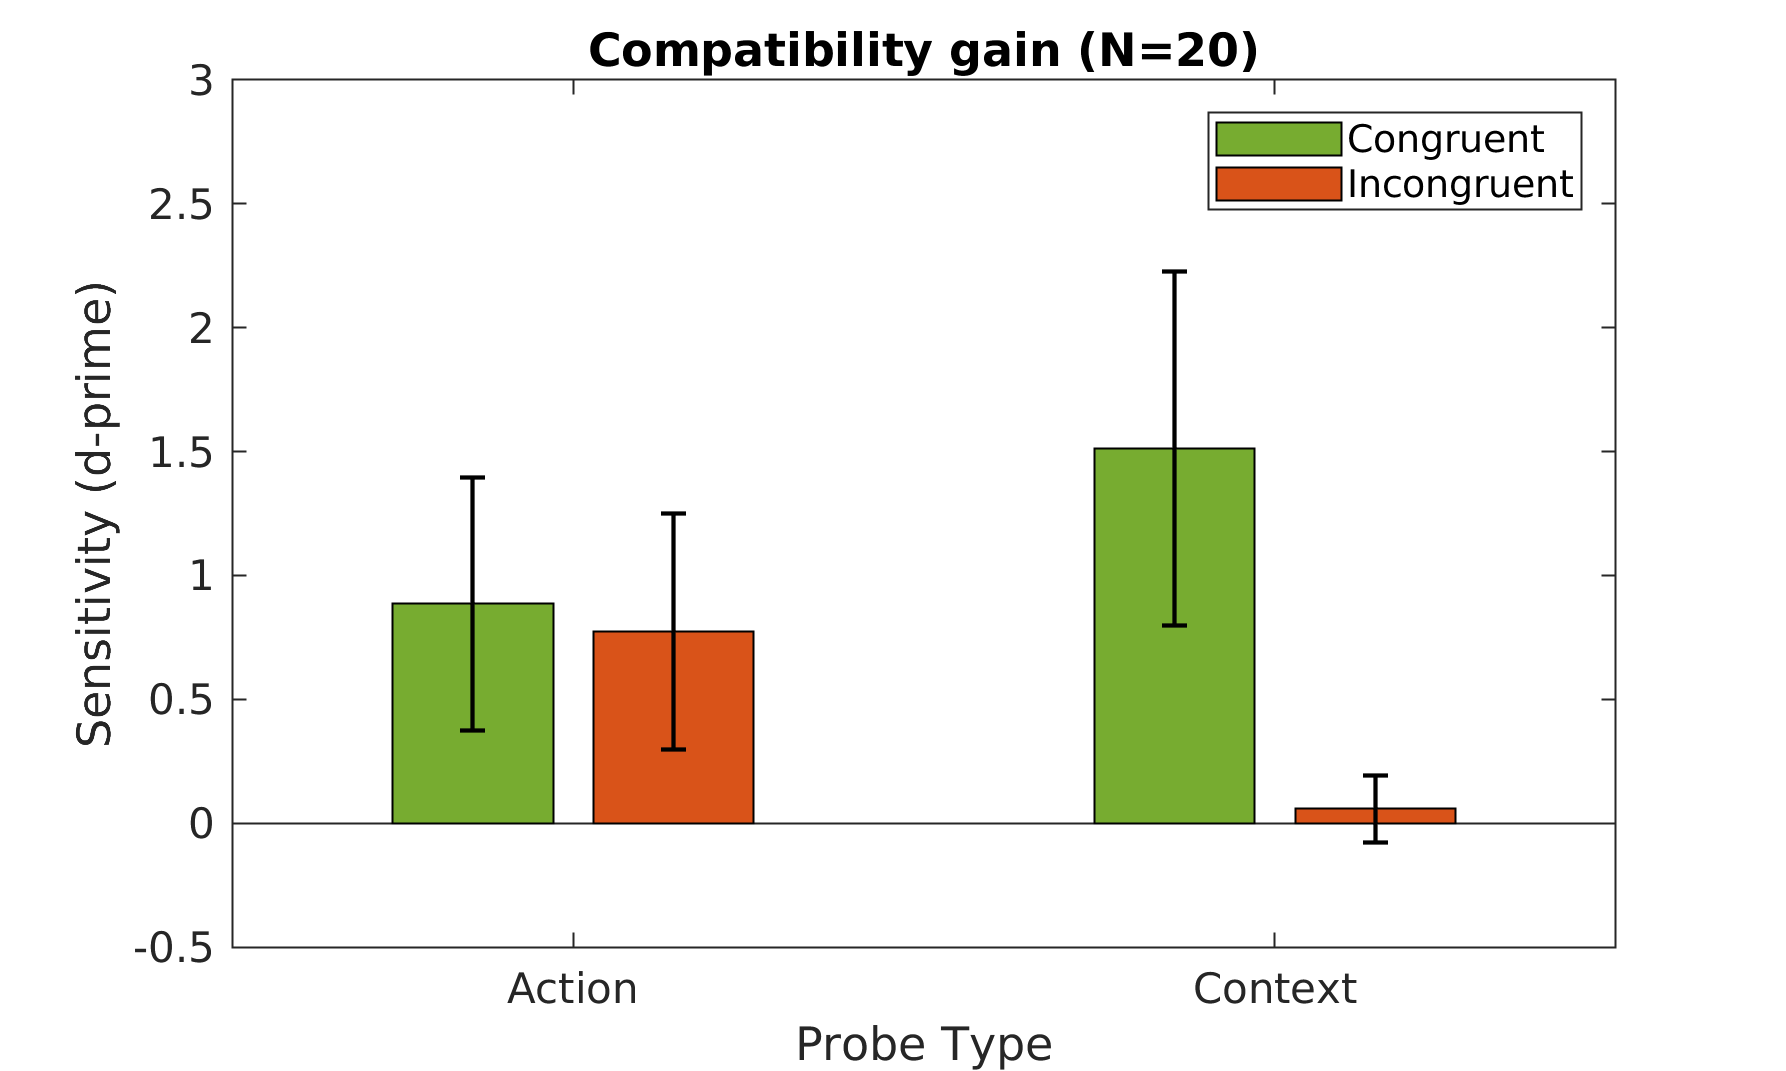 Compatibility gain (N=20)
3
2.5
2
1.5
1
0.5
0
-0.5
Sensitivity (d-prime)
Congruent
Incongruent
Action
Context
Probe Type